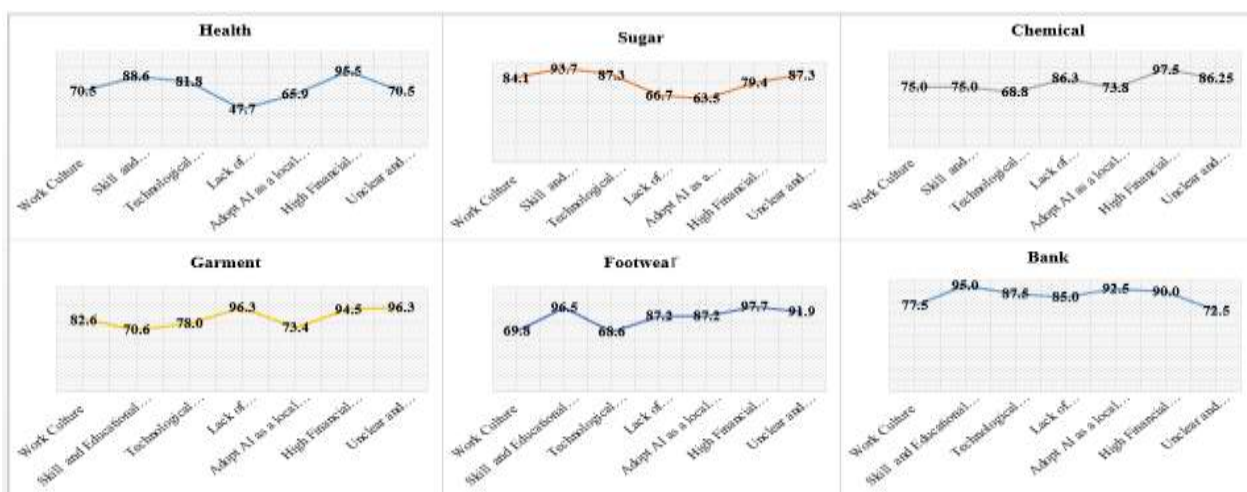 Health
70.5
88.6
81.8
47.7
65.9
95.5
70.5
Work Culture
Skill and...
Technological...
Lack of...
Adopt AI as a local...
High Financial...
Unclear and...
Sugar
84.1
93.7
87.3
66.7
63.5
79.4
87.3
Work Culture
Skill and...
Technological...
Lack of...
Adopt AI as a...
High Financial...
Unclear and...
Chemical
75.0
75.0
68.8
86.3
73.8
97.5
86.25
Work Culture
Skill and...
Technological...
Lack of...
Adopt AI as a local...
High Financial...
Unclear and...
Garment
82.6
70.6
78.0
96.3
73.4
94.5
96.3
Work Culture
Skill and Educational...
Technological...
Lack of...
Adopt AI as a local...
High Financial...
Unclear and...
Footwear
69.8
96.5
68.6
87.2
87.2
97.7
91.9
Work Culture
Skill and Educational...
Technological...
Lack of...
Adopt AI as a local...
High Financial...
Unclear and...
Bank
77.5
95.0
87.5
85.0
92.5
90.0
72.5
Work Culture
Skill and Educational...
Technological...
Lack of...
Adopt AI as a local...
High Financial...
Unclear and...